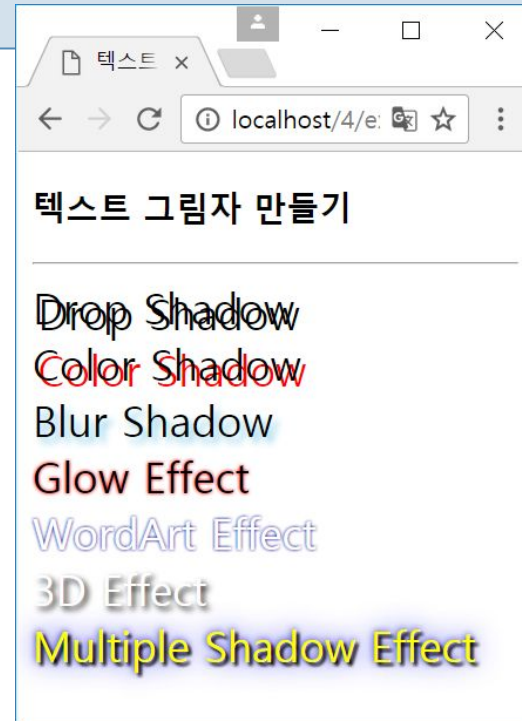 텍스트
localhost/4/e
텍스트 그림자 만들기
Drop Shadow
Color Shadow
Blur Shadow
Glow Effect
WordArt Effect
3D Effect
Multiple Shadow Effect